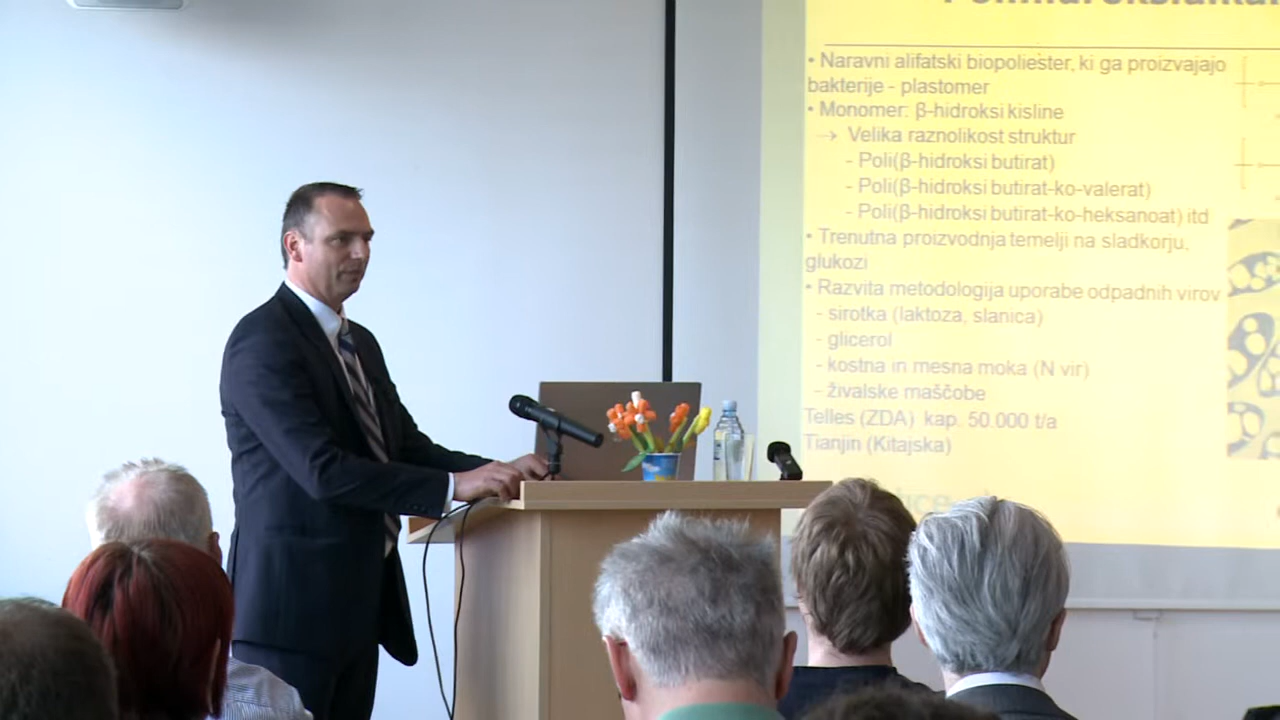 • Naravni alifatski biopoliester, ki ga proizvajajo
bakterije - plastomer
• Monomer: β-hidroksi kisline
→ Velika raznolikost struktur
- Poli(β-hidroksi butirat)
- Poli(β-hidroksi butirat-ko-valerat)
- Poli(β-hidroksi butirat-ko-heksanoat) itd
• Trenutna proizvodnja temelji na sladkorju,
glukozi
• Razvita metodologija uporabe odpadnih virov
- sirotka (laktoza, slanica)
- glicerol
- kostna in mesna moka (N vir)
- živalske maščobe
Telles (ZDA) kap. 50.000 t/a
Tianjin (Kitajska)